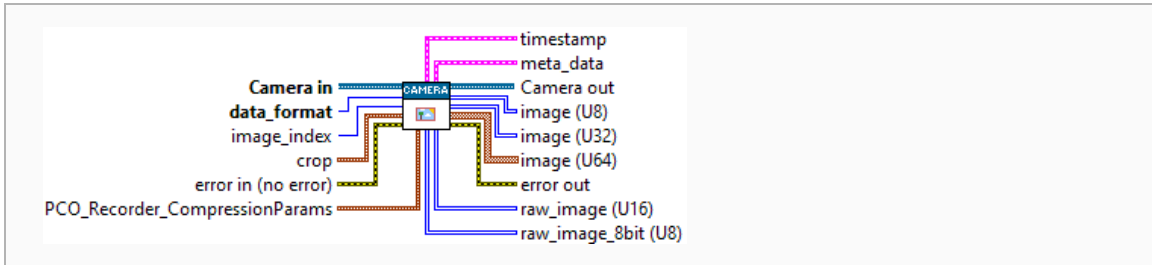 timestamp
meta_data
Camera in
CAMERA
Camera out
data_format
image (U8)
image_index
image (U32)
crop
image (U64)
error in (no error)
error out
PCO_Recorder_CompressionParams
raw_image (U16)
raw_image_8bit (U8)